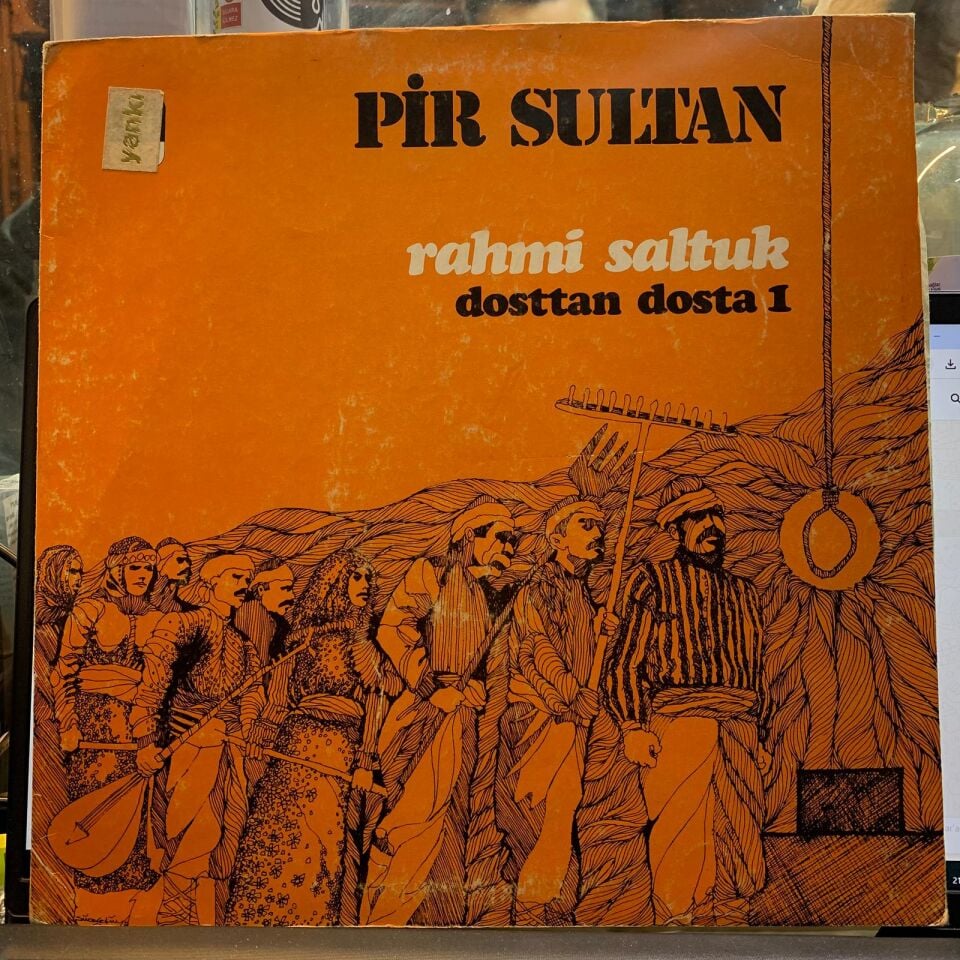 PİR SULTAN
yankı
rahmi saltuk
dosttan dosta 1